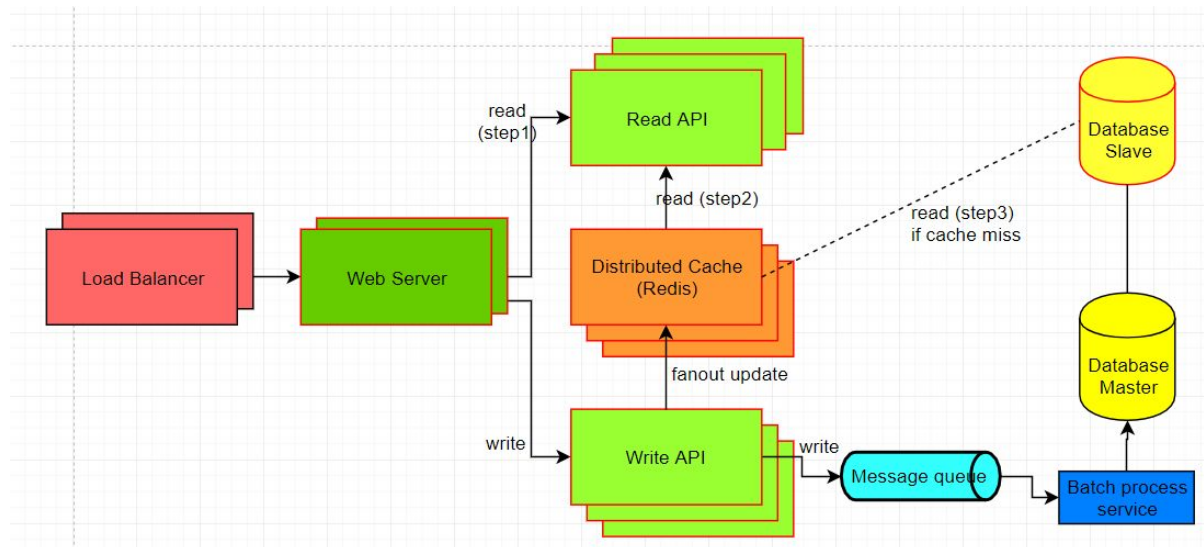 read
(step1)
Read API
Database
Slave
read (step2)
read (step3)
if cache miss
Load Balancer
Web Server
Distributed Cache
(Redis)
fanout update
Database
Master
write
Write API
write
Message queue
Batch process
service